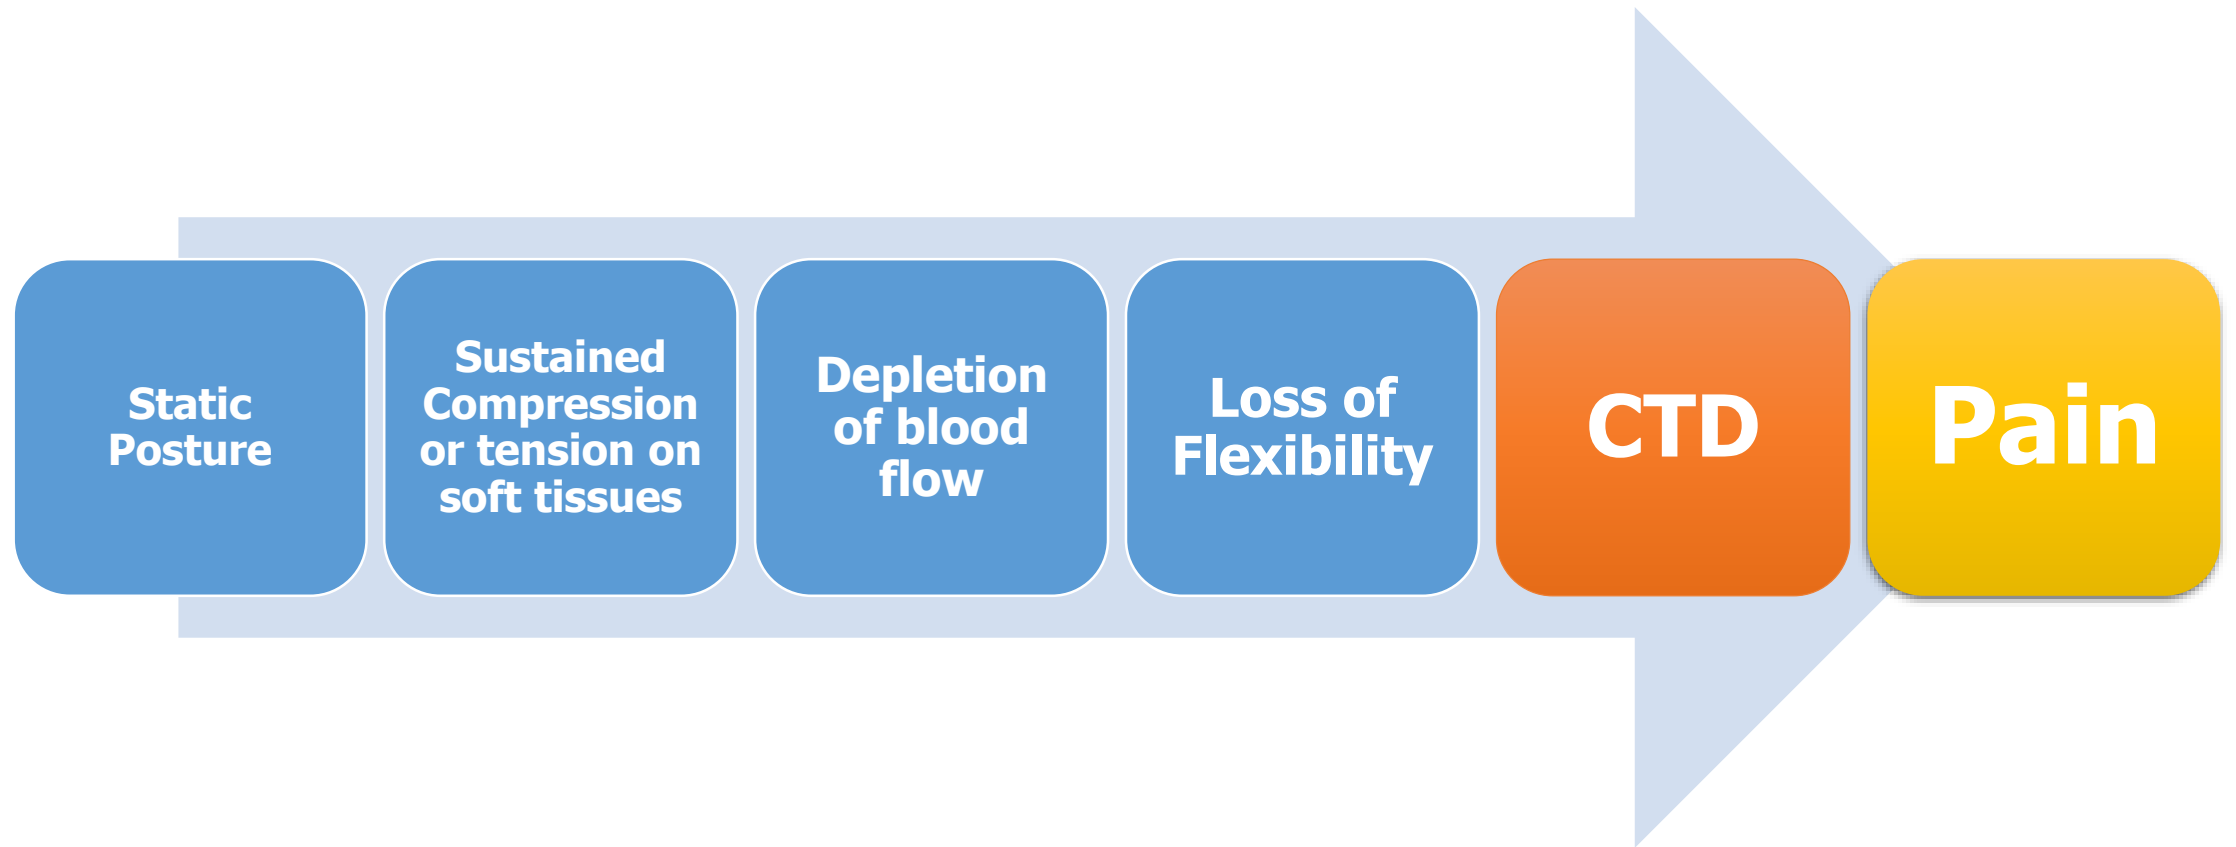 Static
Posture
Sustained
Compression
or tension on
soft tissues
Depletion
of blood
flow
Loss of
Flexibility
CTD
Pain